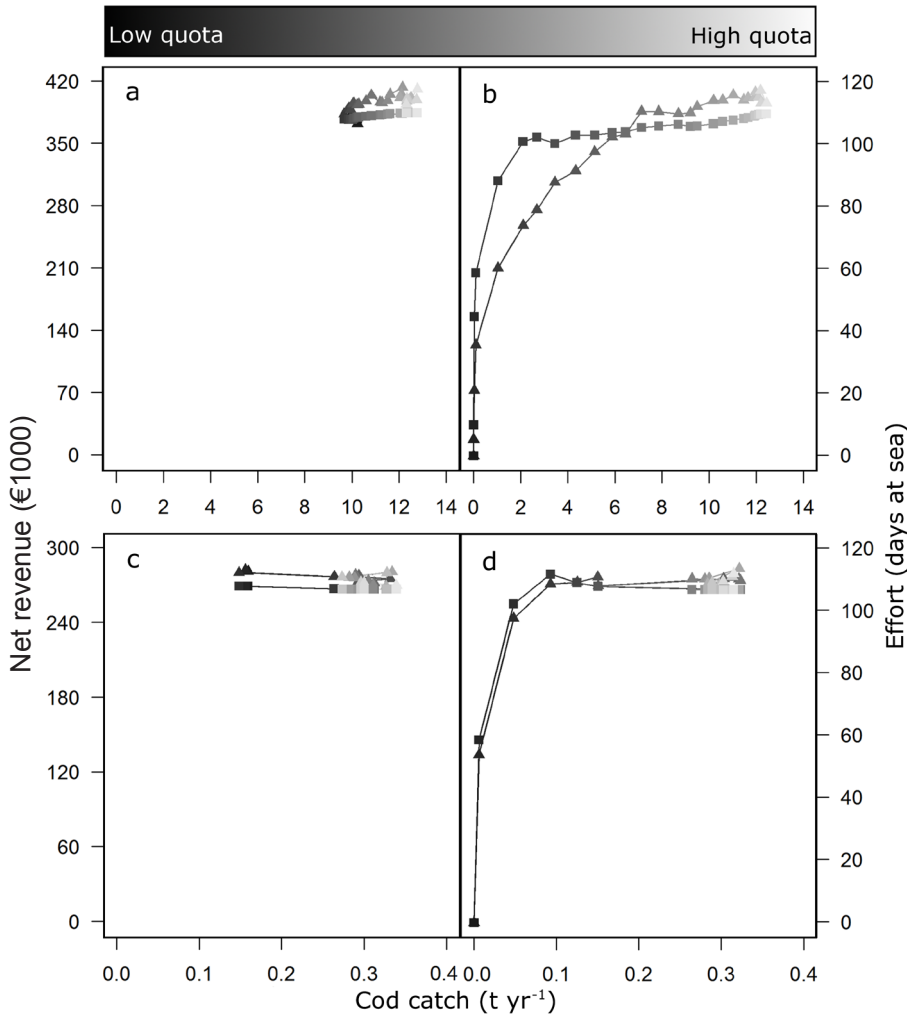 Low quota High quota
a b
420 120
350 100
280 80
210 60
140 40
70 20
0 0
0 2 4 6 8 10 12 14 0 2 4 6 8 10 12 14
c d
300 120
240 100
180 80
120 60
60 40
0 20
0
0.0 0.1 0.2 0.3 0.4 0.0 0.1 0.2 0.3 0.4
Net revenue (€1000)
Effort (days at sea)
Cod catch (t yr⁻¹)